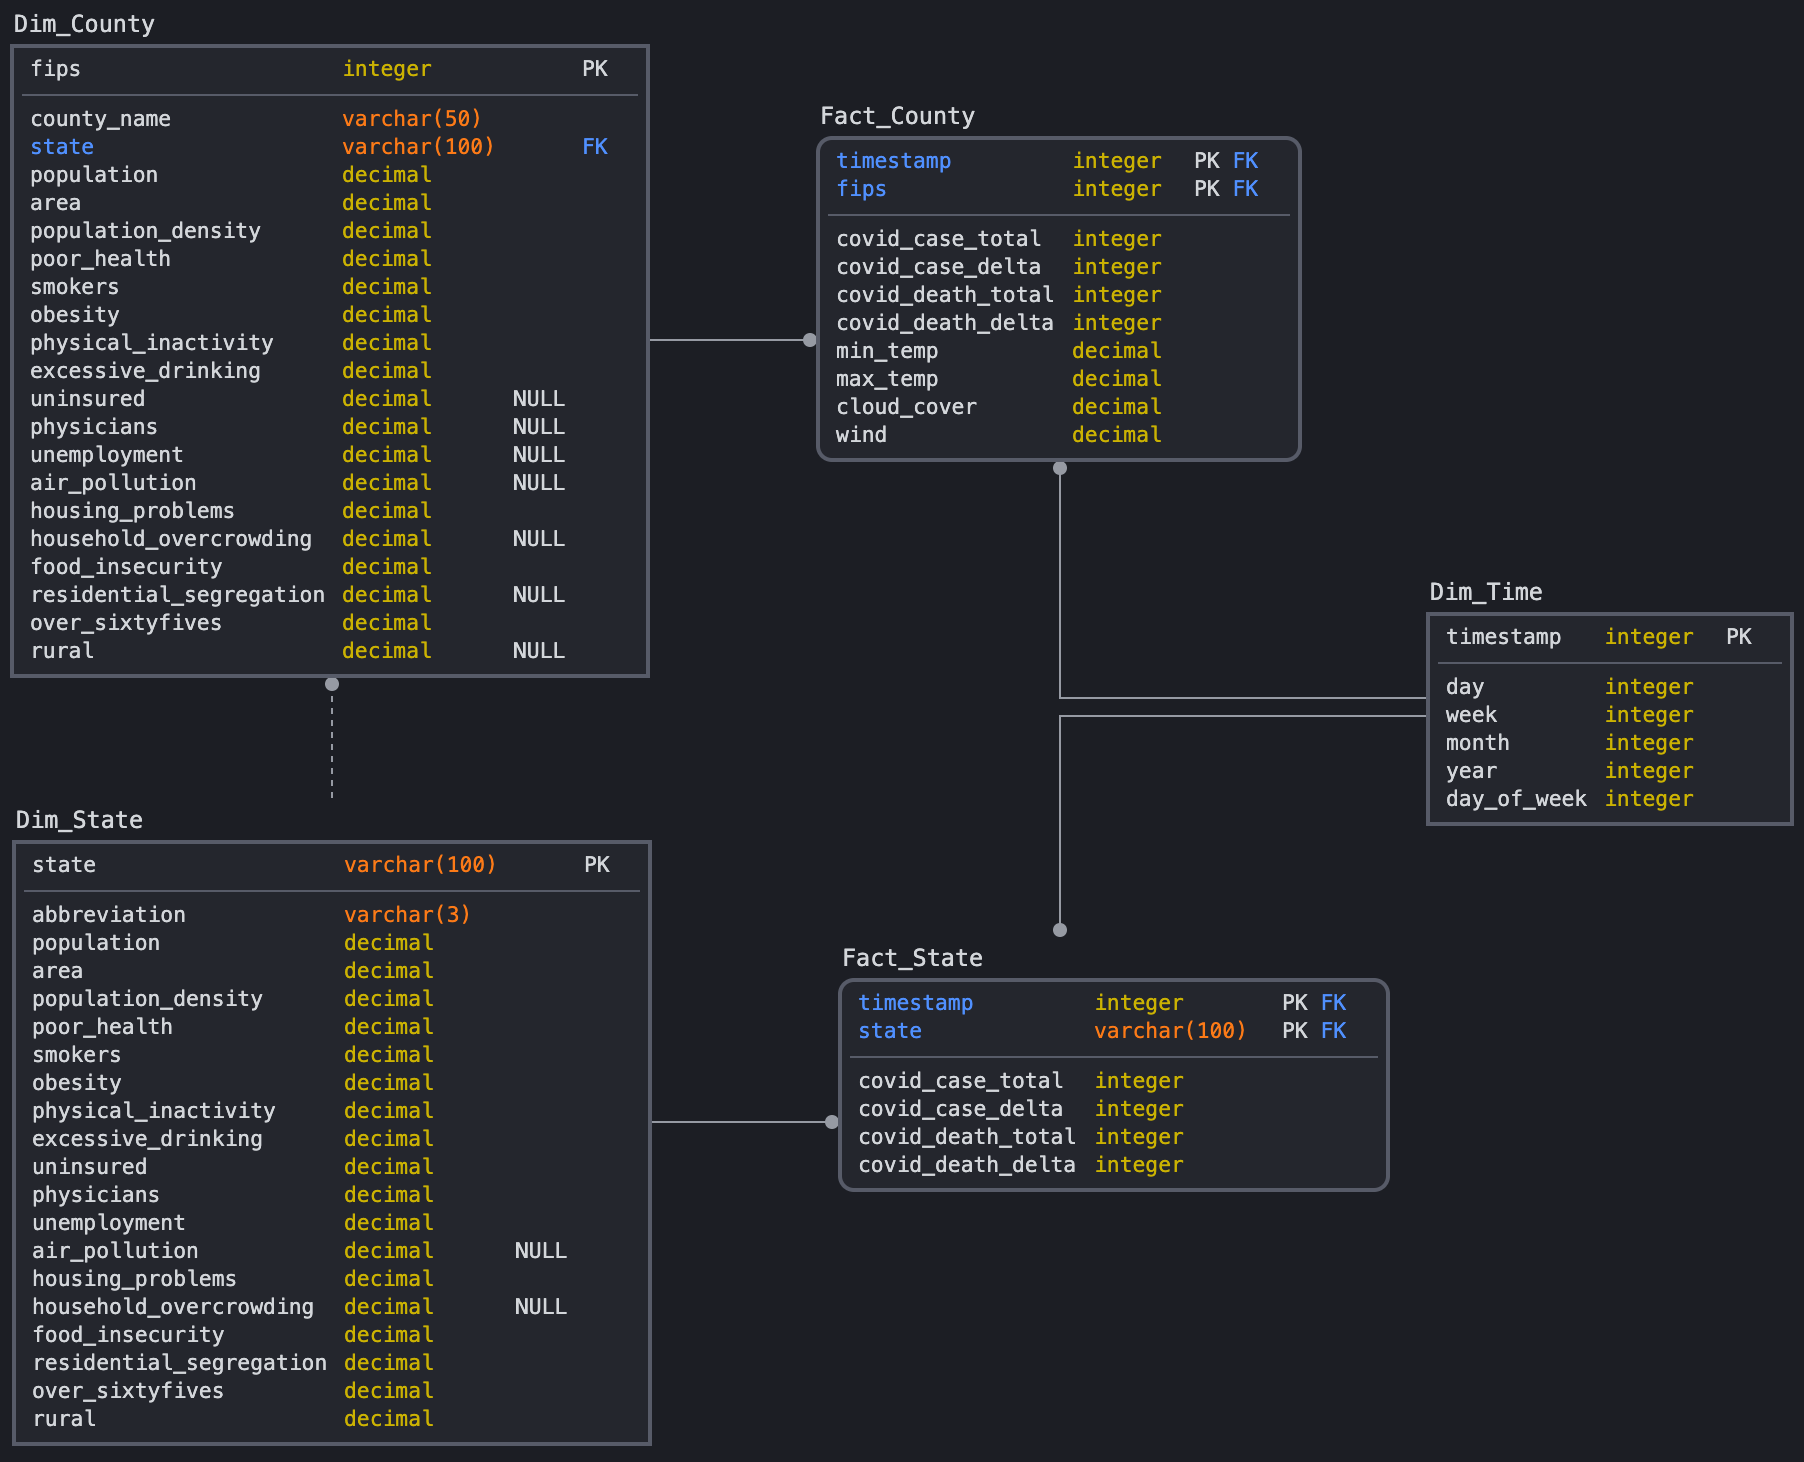 Dim_County
fips integer PK
county_name varchar(50)
state varchar(100) FK
population decimal
area decimal
population_density decimal
poor_health decimal
smokers decimal
obesity decimal
physical_inactivity decimal
excessive_drinking decimal
uninsured decimal NULL
physicians decimal NULL
unemployment decimal NULL
air_pollution decimal NULL
housing_problems decimal
household_overcrowding decimal NULL
food_insecurity decimal
residential_segregation decimal NULL
over_sixtyfives decimal
rural decimal NULL
Fact_County
timestamp integer PK FK
fips integer PK FK
covid_case_total integer
covid_case_delta integer
covid_death_total integer
covid_death_delta integer
min_temp decimal
max_temp decimal
cloud_cover decimal
wind decimal
Dim_Time
timestamp integer PK
day integer
week integer
month integer
year integer
day_of_week integer
Dim_State
state varchar(100) PK
abbreviation varchar(3)
population decimal
area decimal
population_density decimal
poor_health decimal
smokers decimal
obesity decimal
physical_inactivity decimal
excessive_drinking decimal
uninsured decimal
physicians decimal
unemployment decimal
air_pollution decimal NULL
housing_problems decimal
household_overcrowding decimal NULL
food_insecurity decimal
residential_segregation decimal
over_sixtyfives decimal
rural decimal
Fact_State
timestamp integer PK FK
state varchar(100) PK FK
covid_case_total integer
covid_case_delta integer
covid_death_total integer
covid_death_delta integer